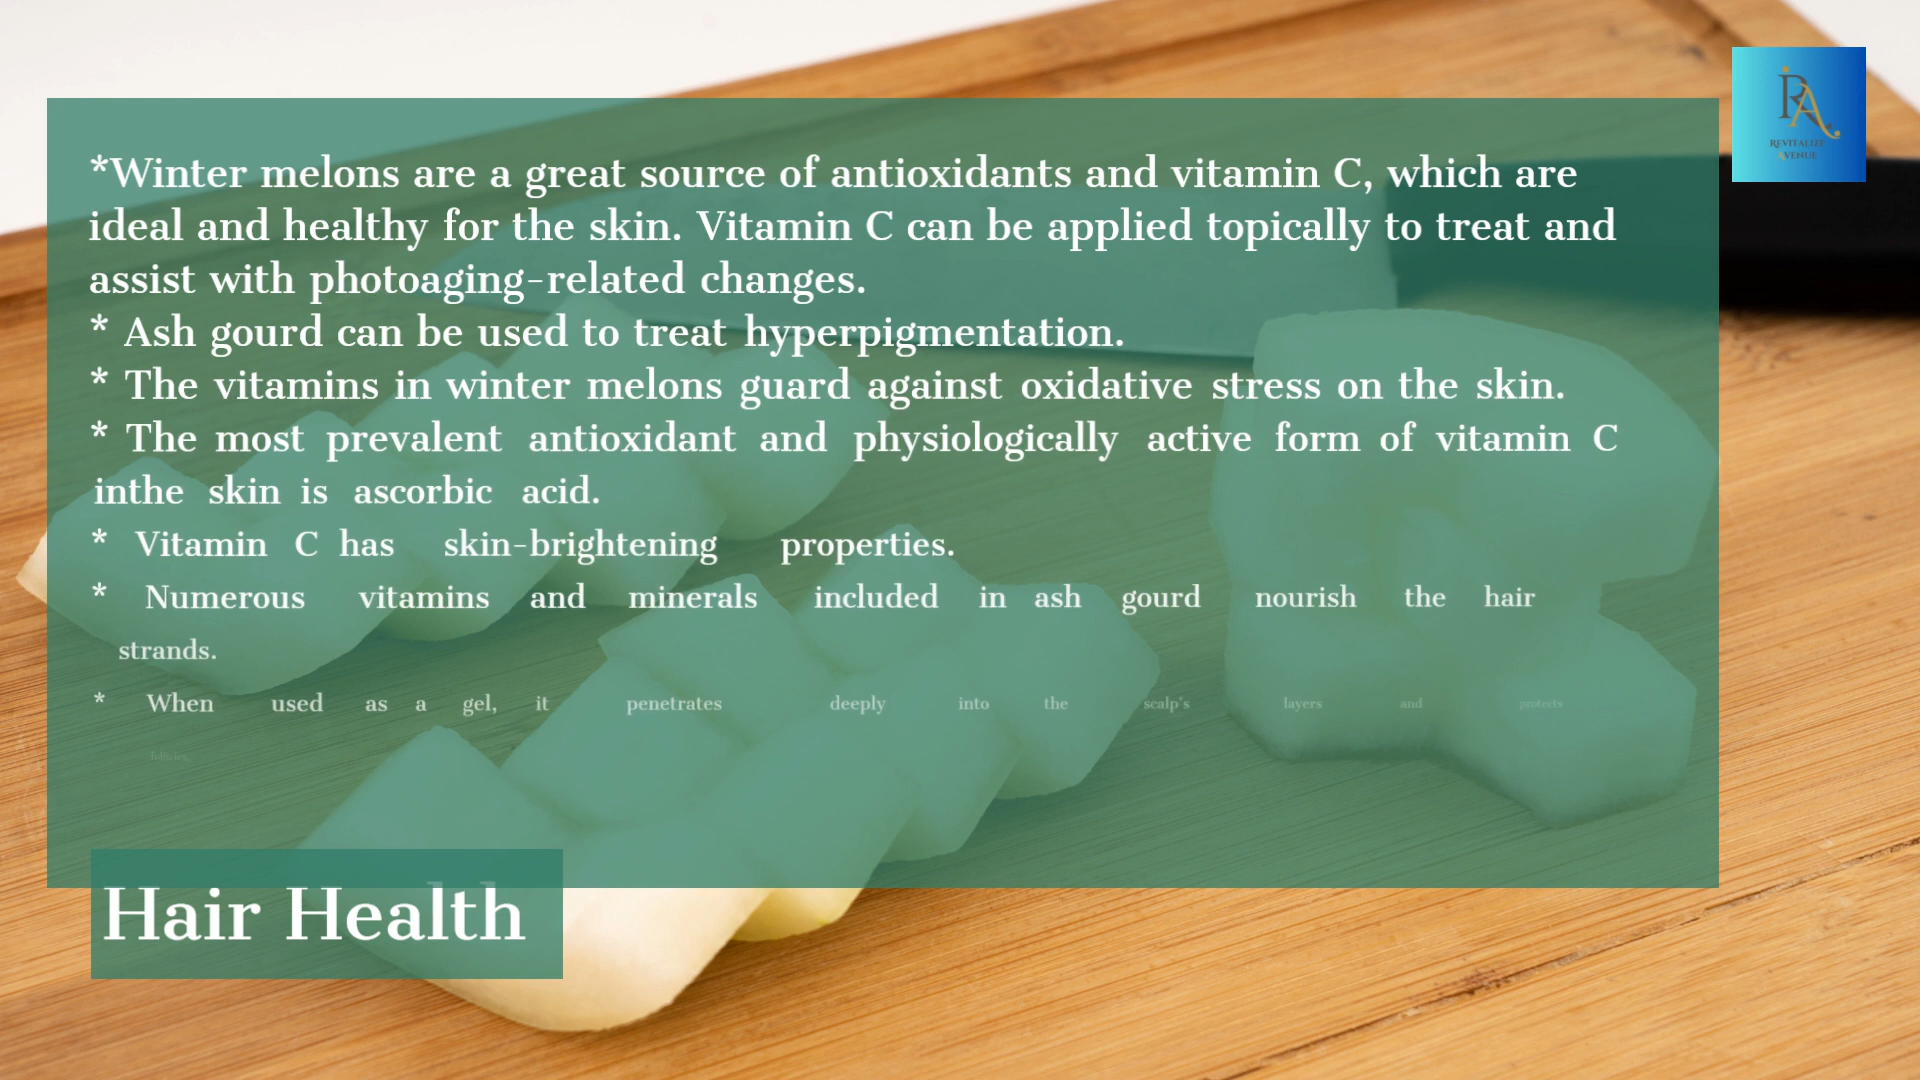 RA
REVITALIZE
AVENUE
*Winter melons are a great source of antioxidants and vitamin C, which are
ideal and healthy for the skin. Vitamin C can be applied topically to treat and
assist with photoaging-related changes.
* Ash gourd can be used to treat hyperpigmentation.
* The vitamins in winter melons guard against oxidative stress on the skin.
* The most prevalent antioxidant and physiologically active form of vitamin C
inthe skin is ascorbic acid.
* Vitamin C has skin-brightening properties.
* Numerous vitamins and minerals included in ash gourd nourish the hair
strands.
* When used as a gel, it penetrates deeply into the scalp's layers and protects
follicles.
Hair Health